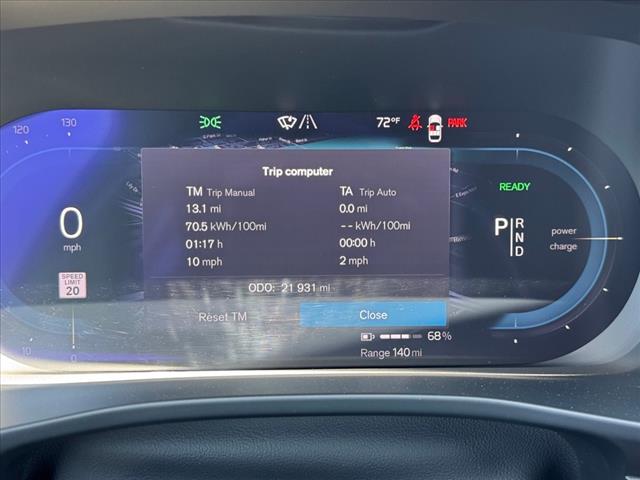 120 130
72°F PARK
Trip computer
TM Trip Manual TA Trip Auto
13.1 mi 0.0 mi
70.5 kWh/100mi -- kWh/100mi
01:17 h 00:00 h
10 mph 2 mph
ODO: 21 931 mi
Reset TM Close
68%
Range 140 mi
0
mph
SPEED
LIMIT
20
10 0
READY
P R
N
D
power
charge